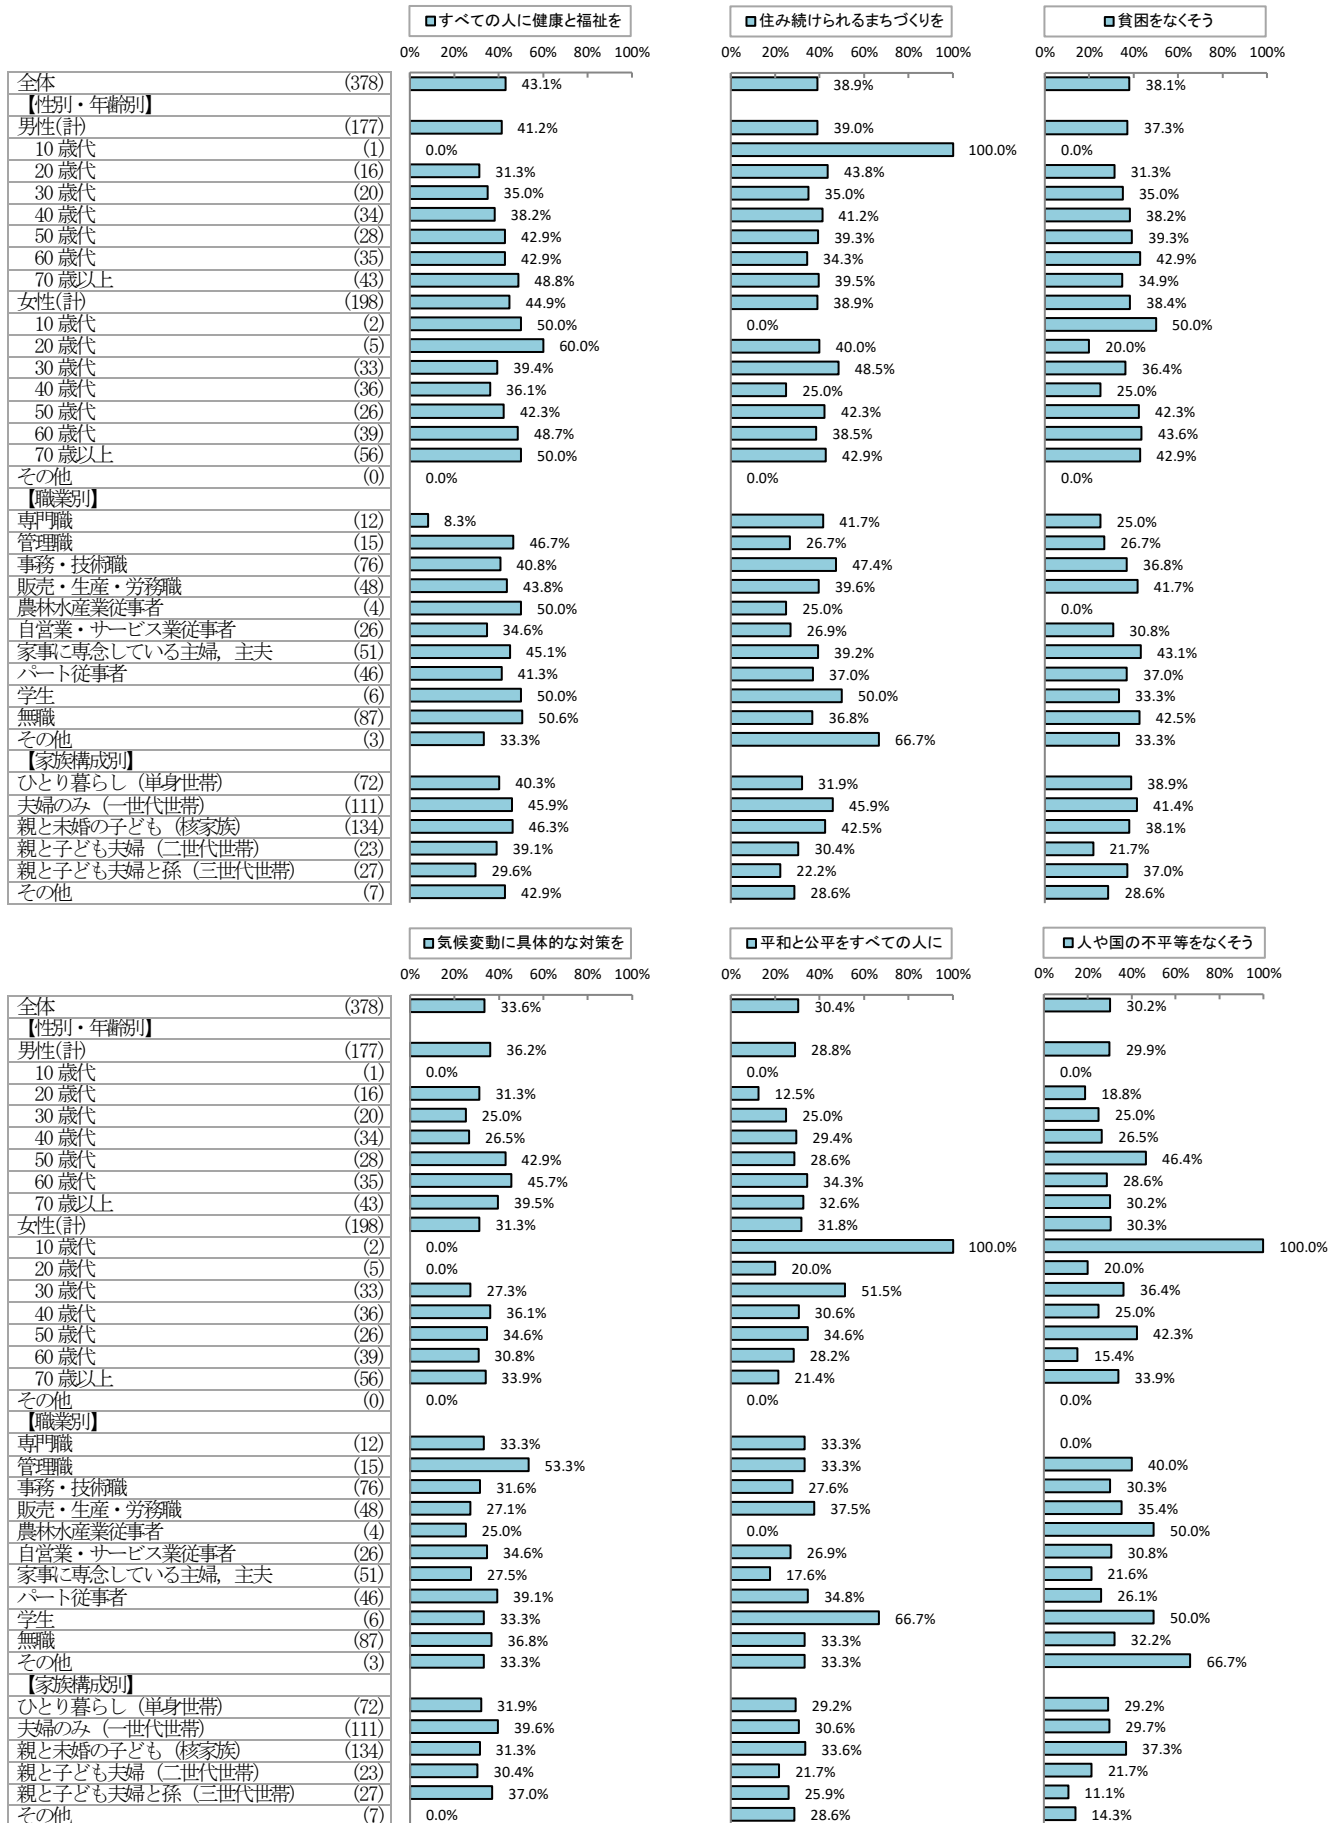 ■すべての人に健康と福祉を ■住み続けられるまちづくりを ■貧困をなくそう
0% 20% 40% 60% 80% 100% 0% 20% 40% 60% 80% 100% 0% 20% 40% 60% 80% 100%
全体 (378) 43.1% 38.9% 38.1%
【性別・年齢別】
男性(計) (177) 41.2% 39.0% 37.3%
10 歳代 (1) 0.0% 100.0% 0.0%
20 歳代 (16) 31.3% 43.8% 31.3%
30 歳代 (20) 35.0% 35.0% 35.0%
40 歳代 (34) 38.2% 41.2% 38.2%
50 歳代 (28) 42.9% 39.3% 39.3%
60 歳代 (35) 42.9% 34.3% 42.9%
70 歳以上 (43) 48.8% 39.5% 34.9%
女性(計) (198) 44.9% 38.9% 38.4%
10 歳代 (2) 50.0% 0.0% 50.0%
20 歳代 (5) 60.0% 40.0% 20.0%
30 歳代 (33) 39.4% 48.5% 36.4%
40 歳代 (36) 36.1% 25.0% 25.0%
50 歳代 (26) 42.3% 42.3% 42.3%
60 歳代 (39) 48.7% 38.5% 43.6%
70 歳以上 (56) 50.0% 42.9% 42.9%
その他 (0) 0.0% 0.0% 0.0%
【職業別】
専門職 (12) 8.3% 41.7% 25.0%
管理職 (15) 46.7% 26.7% 26.7%
事務・技術職 (76) 40.8% 47.4% 36.8%
販売・生産・労務職 (48) 43.8% 39.6% 41.7%
農林水産業従事者 (4) 50.0% 25.0% 0.0%
自営業・サービス業従事者 (26) 34.6% 26.9% 30.8%
家事に専念している主婦，主夫 (51) 45.1% 39.2% 43.1%
パート従事者 (46) 41.3% 37.0% 37.0%
学生 (6) 50.0% 50.0% 33.3%
無職 (87) 50.6% 36.8% 42.5%
その他 (3) 33.3% 66.7% 33.3%
【家族構成別】
ひとり暮らし（単身世帯） (72) 40.3% 31.9% 38.9%
夫婦のみ（一世代世帯） (111) 45.9% 45.9% 41.4%
親と未婚の子ども（核家族） (134) 46.3% 42.5% 38.1%
親と子ども夫婦（二世代世帯） (23) 39.1% 30.4% 21.7%
親と子ども夫婦と孫（三世代世帯） (27) 29.6% 22.2% 37.0%
その他 (7) 42.9% 28.6% 28.6%
■気候変動に具体的な対策を ■平和と公平をすべての人に ■人や国の不平等をなくそう
0% 20% 40% 60% 80% 100% 0% 20% 40% 60% 80% 100% 0% 20% 40% 60% 80% 100%
全体 (378) 33.6% 30.4% 30.2%
【性別・年齢別】
男性(計) (177) 36.2% 28.8% 29.9%
10 歳代 (1) 0.0% 0.0% 0.0%
20 歳代 (16) 31.3% 12.5% 18.8%
30 歳代 (20) 25.0% 25.0% 25.0%
40 歳代 (34) 26.5% 29.4% 26.5%
50 歳代 (28) 42.9% 28.6% 46.4%
60 歳代 (35) 45.7% 34.3% 28.6%
70 歳以上 (43) 39.5% 32.6% 30.2%
女性(計) (198) 31.3% 31.8% 30.3%
10 歳代 (2) 0.0% 100.0% 100.0%
20 歳代 (5) 0.0% 20.0% 20.0%
30 歳代 (33) 27.3% 51.5% 36.4%
40 歳代 (36) 36.1% 30.6% 25.0%
50 歳代 (26) 34.6% 34.6% 42.3%
60 歳代 (39) 30.8% 28.2% 15.4%
70 歳以上 (56) 33.9% 21.4% 33.9%
その他 (0) 0.0% 0.0% 0.0%
【職業別】
専門職 (12) 33.3% 33.3% 0.0%
管理職 (15) 53.3% 33.3% 40.0%
事務・技術職 (76) 31.6% 27.6% 30.3%
販売・生産・労務職 (48) 27.1% 37.5% 35.4%
農林水産業従事者 (4) 25.0% 0.0% 50.0%
自営業・サービス業従事者 (26) 34.6% 26.9% 30.8%
家事に専念している主婦，主夫 (51) 27.5% 17.6% 21.6%
パート従事者 (46) 39.1% 34.8% 26.1%
学生 (6) 33.3% 66.7% 50.0%
無職 (87) 36.8% 33.3% 32.2%
その他 (3) 33.3% 33.3% 66.7%
【家族構成別】
ひとり暮らし（単身世帯） (72) 31.9% 29.2% 29.2%
夫婦のみ（一世代世帯） (111) 39.6% 30.6% 29.7%
親と未婚の子ども（核家族） (134) 31.3% 33.6% 37.3%
親と子ども夫婦（二世代世帯） (23) 30.4% 21.7% 21.7%
親と子ども夫婦と孫（三世代世帯） (27) 37.0% 25.9% 11.1%
その他 (7) 0.0% 28.6% 14.3%